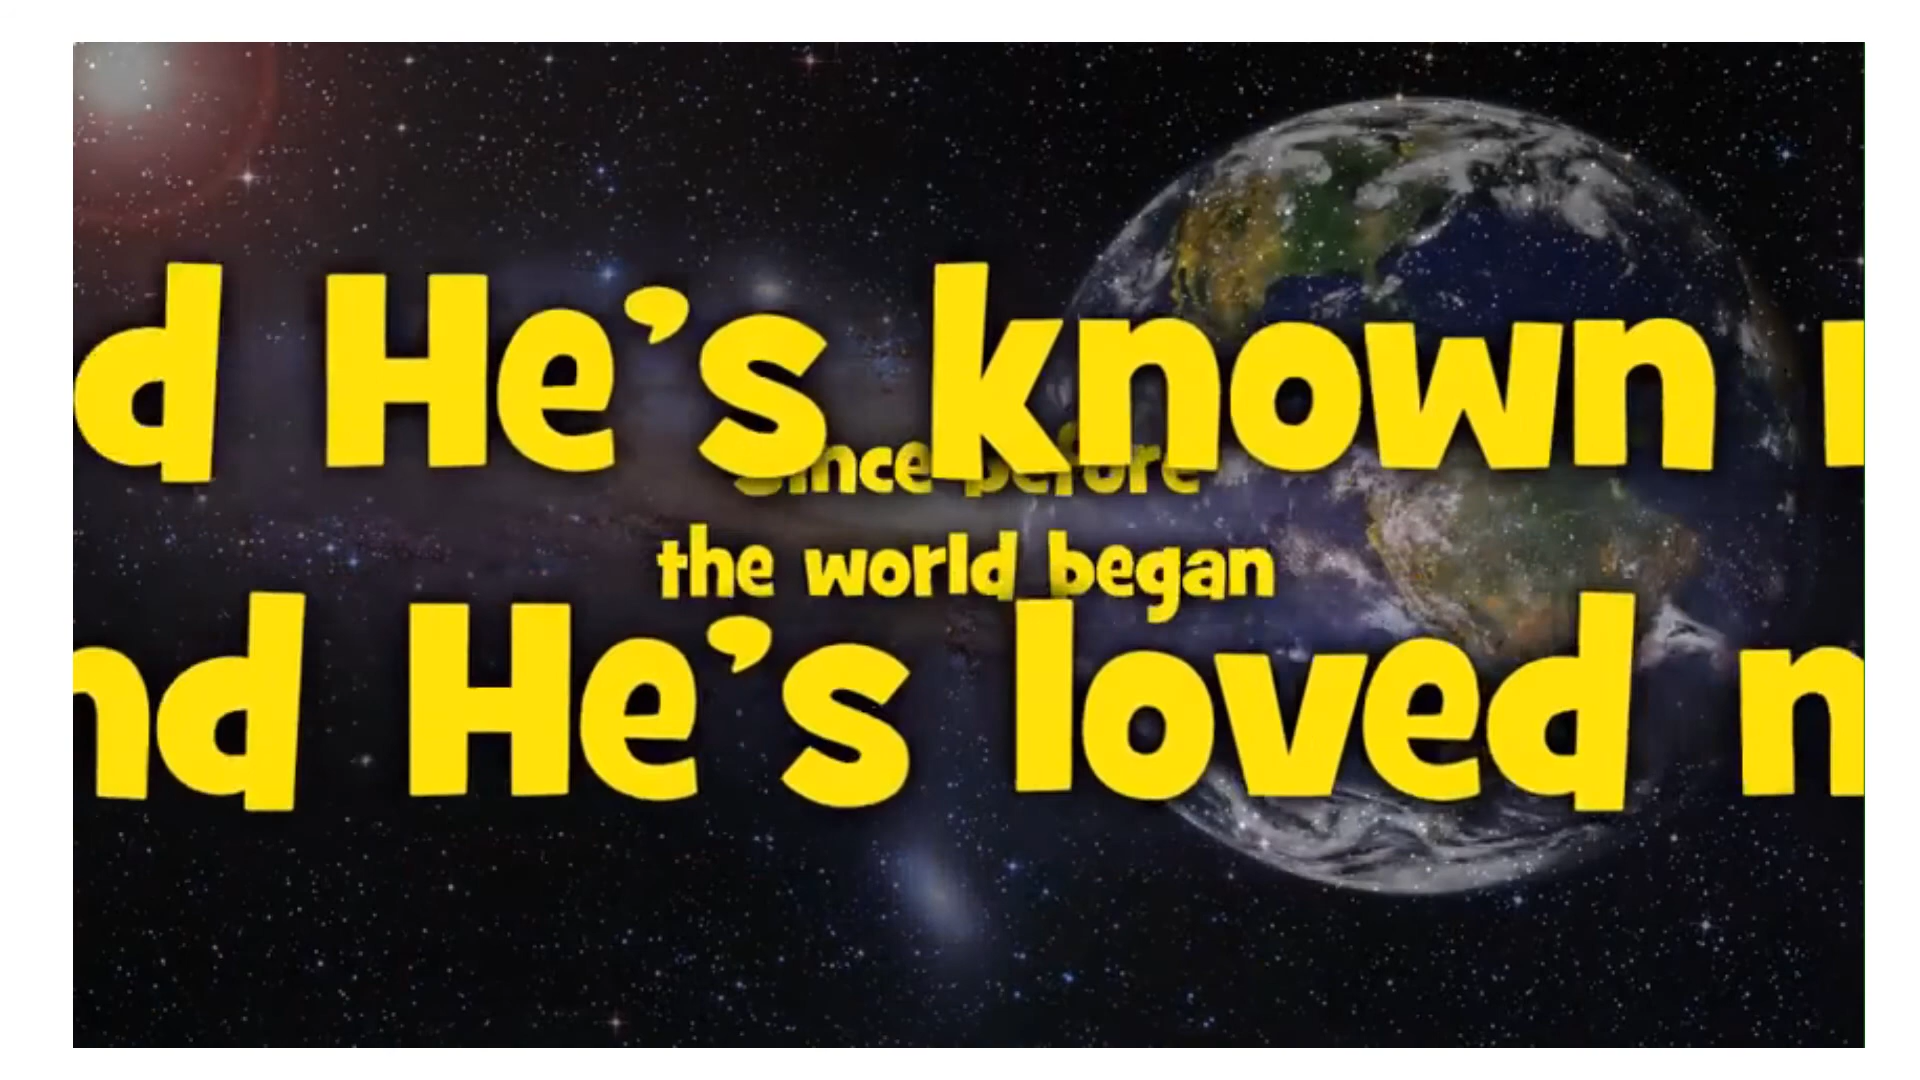 d He's known
since before
the world began
nd He's loved